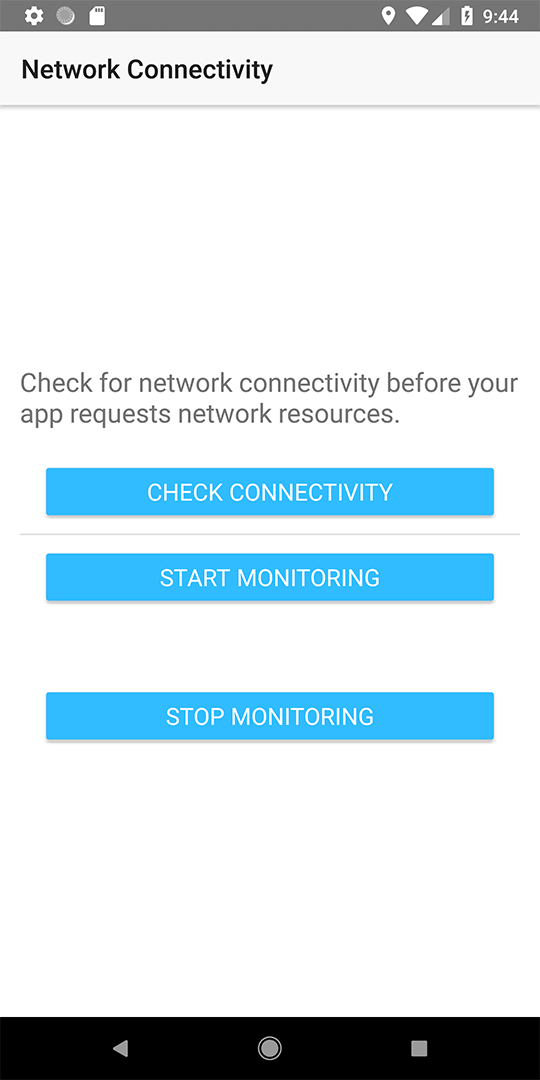 9:44
Network Connectivity
Check for network connectivity before your
app requests network resources.
CHECK CONNECTIVITY
START MONITORING
STOP MONITORING